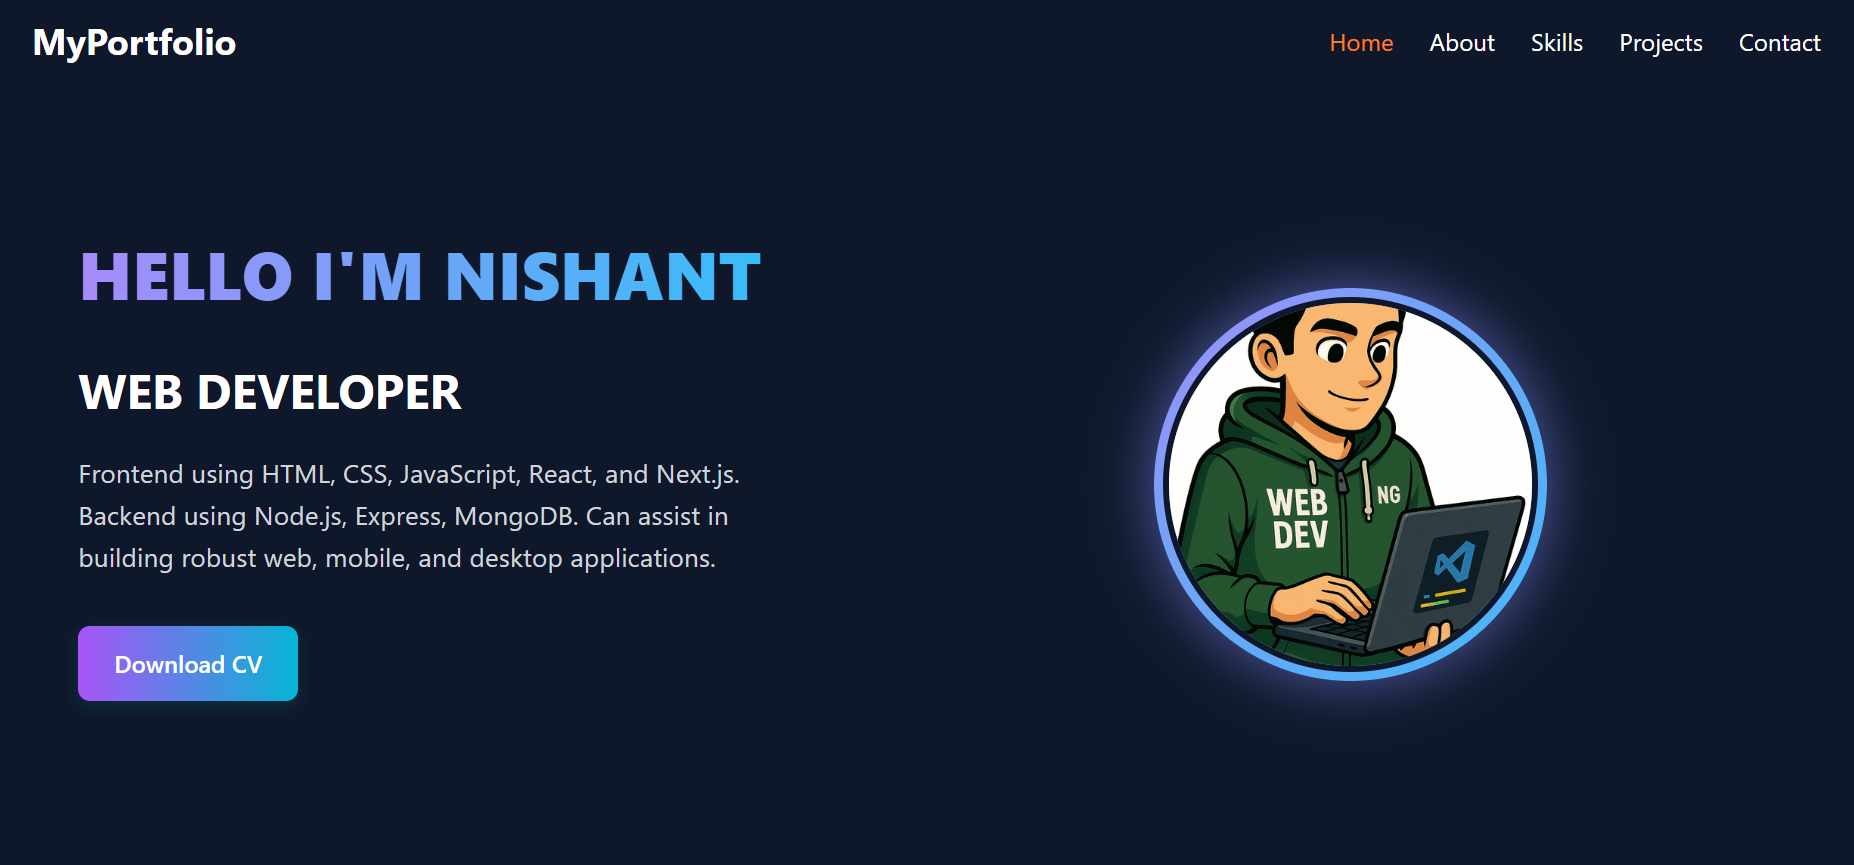 MyPortfolio
Home About Skills Projects Contact
HELLO I'M NISHANT
WEB DEVELOPER
Frontend using HTML, CSS, JavaScript, React, and Next.js.
Backend using Node.js, Express, MongoDB. Can assist in
building robust web, mobile, and desktop applications.
Download CV
WEB
DEV
NG